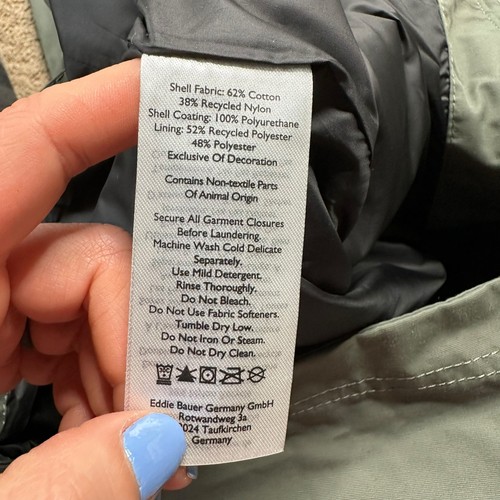 Shell Fabric: 62% Cotton
38% Recycled Nylon
Shell Coating: 100% Polyurethane
Lining: 52% Recycled Polyester
48% Polyester
Exclusive Of Decoration
Contains Non-textile Parts
Of Animal Origin
Secure All Garment Closures
Before Laundering.
Machine Wash Cold Delicate
Separately.
Use Mild Detergent.
Rinse Thoroughly.
Do Not Bleach.
Do Not Use Fabric Softeners.
Tumble Dry Low.
Do Not Iron Or Steam.
Do Not Dry Clean.
Eddie Bauer Germany GmbH
Rotwandweg 3a
2024 Taufkirchen
Germany